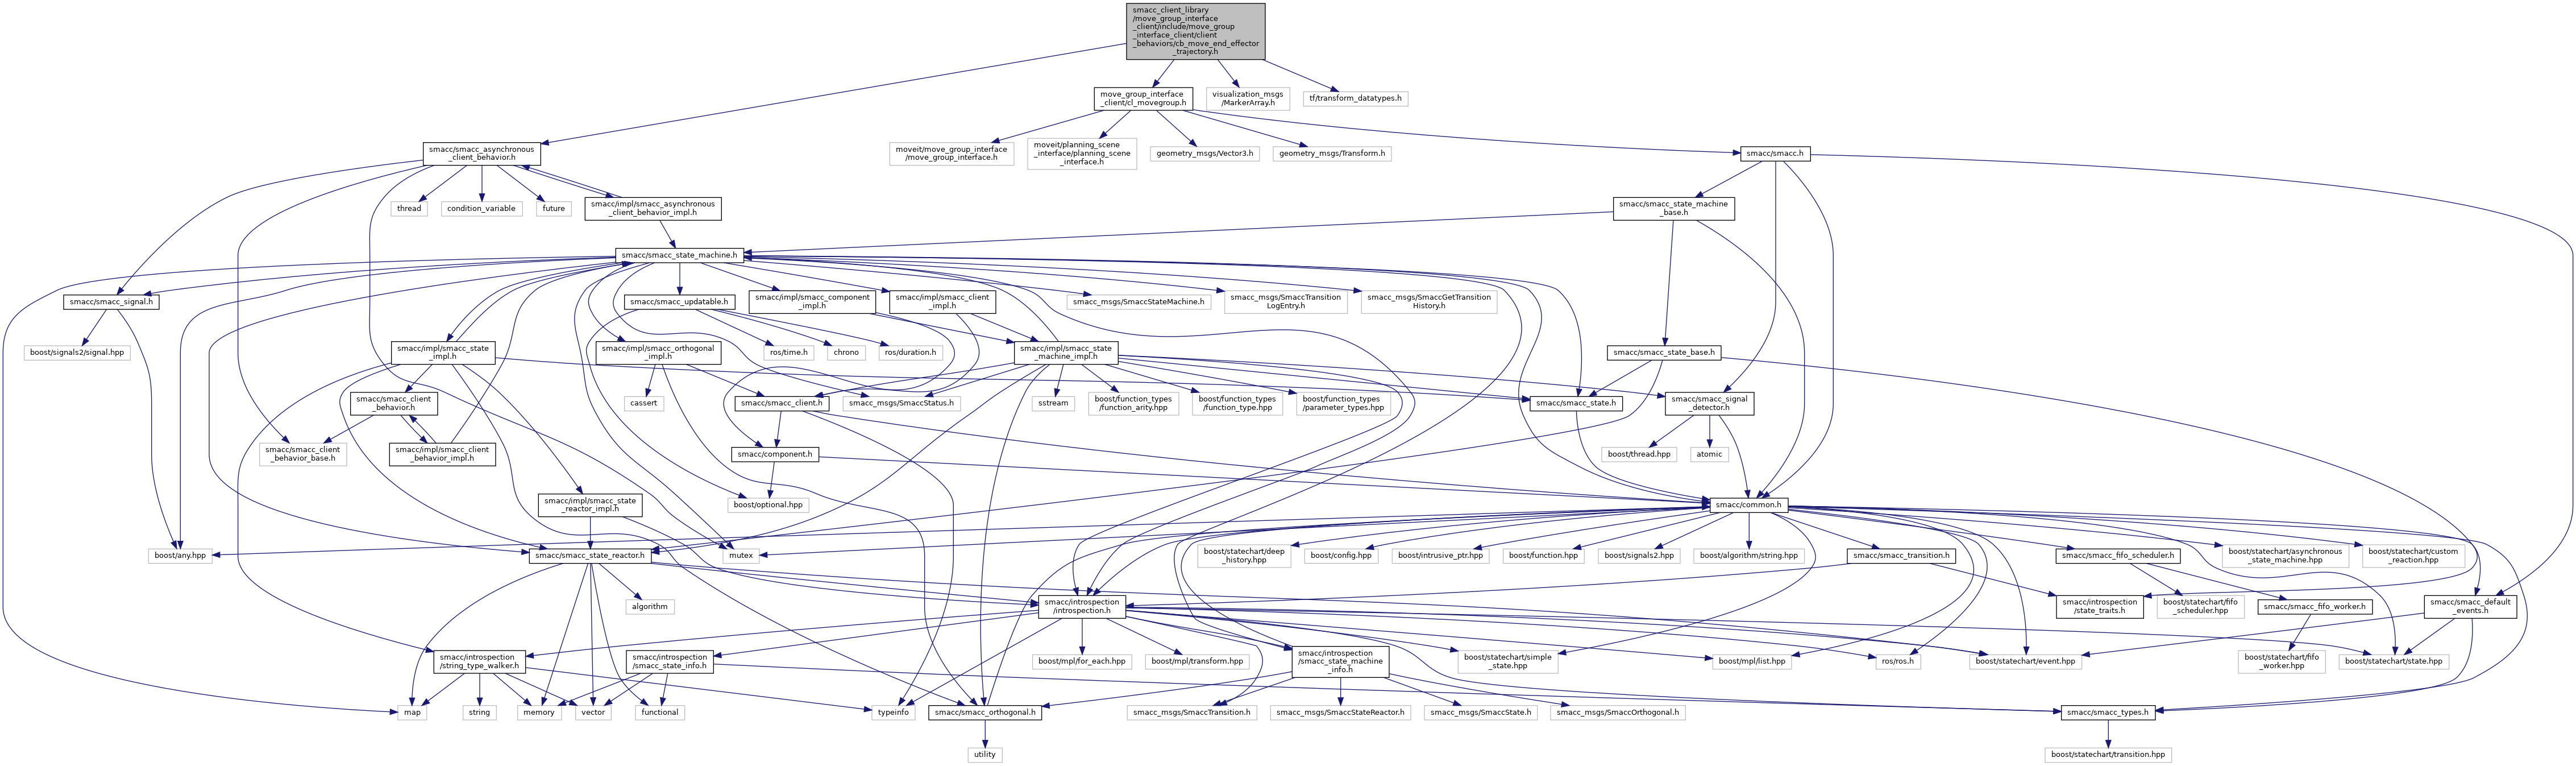 smacc_client_library
/move_group_interface
_client/include/move_group
_interface_client/client
_behaviors/cb_move_end_effector
_trajectory.h
move_group_interface
_client/cl_movegroup.h
visualization_msgs
/MarkerArray.h
tf/transform_datatypes.h
smacc/smacc_asynchronous
_client_behavior.h
moveit/move_group_interface
/move_group_interface.h
moveit/planning_scene
_interface/planning_scene
_interface.h
geometry_msgs/Vector3.h
geometry_msgs/Transform.h
smacc/smacc.h
thread
condition_variable
future
smacc/impl/smacc_asynchronous
_client_behavior_impl.h
smacc/smacc_state_machine
_base.h
smacc/smacc_state_machine.h
smacc/smacc_signal.h
smacc/smacc_updatable.h
smacc/impl/smacc_component
_impl.h
smacc/impl/smacc_client
_impl.h
smacc_msgs/SmaccStateMachine.h
smacc_msgs/SmaccTransition
LogEntry.h
smacc_msgs/SmaccGetTransition
History.h
boost/signals2/signal.hpp
smacc/impl/smacc_state
_impl.h
smacc/impl/smacc_orthogonal
_impl.h
ros/time.h
chrono
ros/duration.h
smacc/impl/smacc_state
_machine_impl.h
smacc/smacc_state_base.h
smacc/smacc_client
_behavior.h
cassert
smacc/smacc_client.h
smacc_msgs/SmaccStatus.h
sstream
boost/function_types
/function_arity.hpp
boost/function_types
/function_type.hpp
boost/function_types
/parameter_types.hpp
smacc/smacc_state.h
smacc/smacc_signal
_detector.h
smacc/smacc_client
_behavior_base.h
smacc/impl/smacc_client
_behavior_impl.h
smacc/component.h
boost/thread.hpp
atomic
smacc/impl/smacc_state
_reactor_impl.h
boost/optional.hpp
smacc/common.h
boost/any.hpp
smacc/smacc_state_reactor.h
mutex
boost/statechart/deep
_history.hpp
boost/config.hpp
boost/intrusive_ptr.hpp
boost/function.hpp
boost/signals2.hpp
boost/algorithm/string.hpp
smacc/smacc_transition.h
smacc/smacc_fifo_scheduler.h
boost/statechart/asynchronous
_state_machine.hpp
boost/statechart/custom
_reaction.hpp
algorithm
smacc/introspection
/introspection.h
smacc/introspection
/state_traits.h
boost/statechart/fifo
_scheduler.hpp
smacc/smacc_fifo_worker.h
smacc/smacc_default
_events.h
smacc/introspection
/string_type_walker.h
smacc/introspection
/smacc_state_info.h
boost/mpl/for_each.hpp
boost/mpl/transform.hpp
smacc/introspection
/smacc_state_machine
_info.h
boost/statechart/simple
_state.hpp
boost/mpl/list.hpp
ros/ros.h
boost/statechart/event.hpp
boost/statechart/fifo
_worker.hpp
boost/statechart/state.hpp
map
string
memory
vector
functional
typeinfo
smacc/smacc_orthogonal.h
smacc_msgs/SmaccTransition.h
smacc_msgs/SmaccStateReactor.h
smacc_msgs/SmaccState.h
smacc_msgs/SmaccOrthogonal.h
smacc/smacc_types.h
utility
boost/statechart/transition.hpp